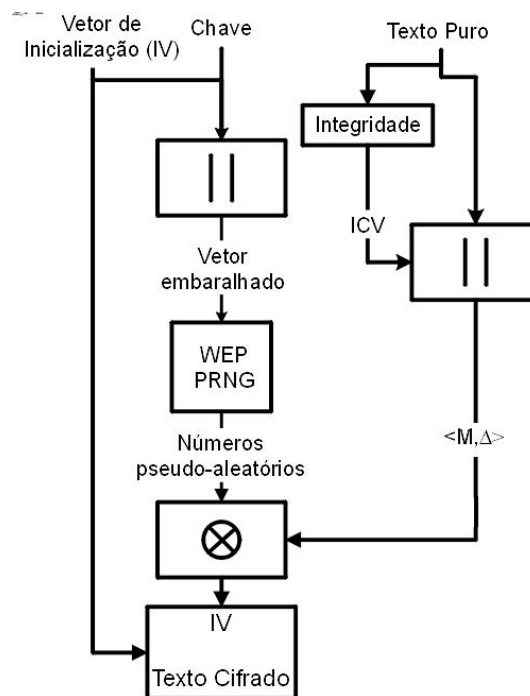 Vetor de
Inicialização (IV)
Chave
Texto Puro
Integridade
| |
ICV
| |
Vetor
embaralhado
WEP
PRNG
<M,Δ>
Números
pseudo-aleatórios
IV
Texto Cifrado